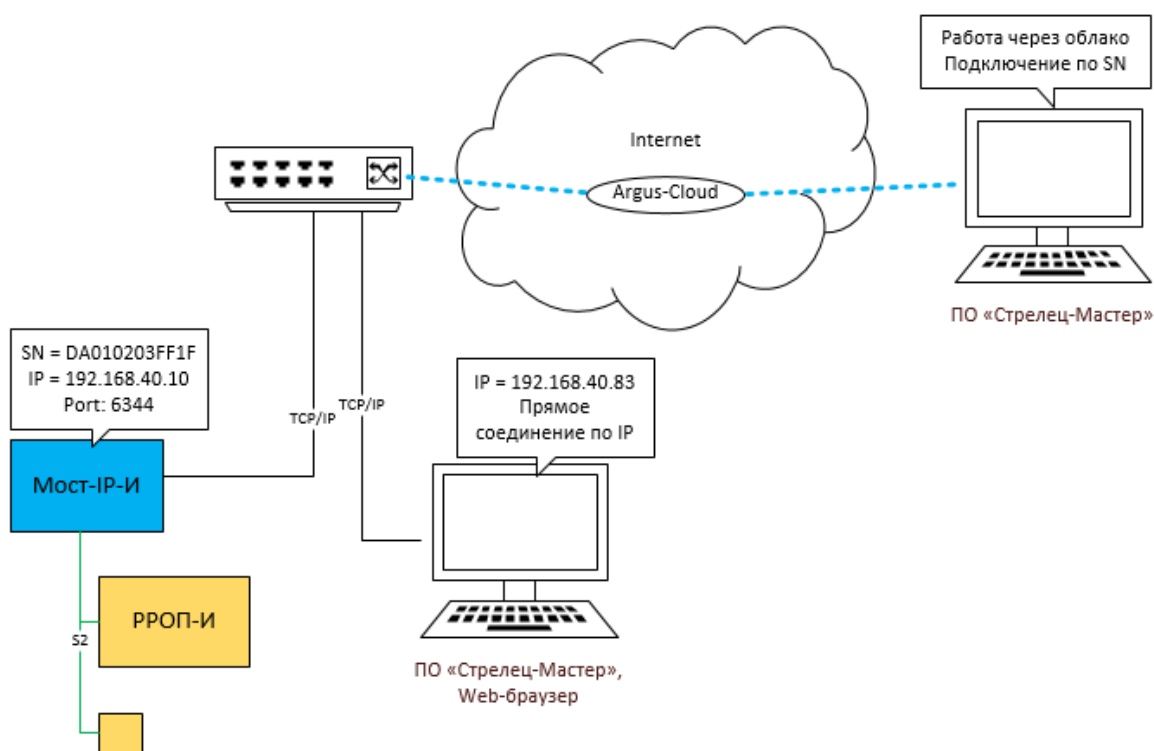 Работа через облако
Подключение по SN
Internet
Argus-Cloud
ПО «Стрелец-Мастер»
SN = DA010203FF1F
IP = 192.168.40.10
Port: 6344
TCP/IP
TCP/IP
IP = 192.168.40.83
Прямое
соединение по IP
Мост-IP-И
РРОП-И
S2
ПО «Стрелец-Мастер»,
Web-браузер